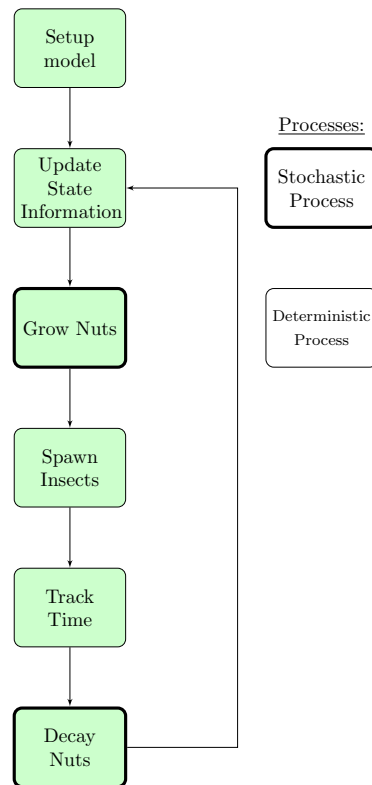 Setup
model
Update
State
Information
Grow Nuts
Spawn
Insects
Track
Time
Decay
Nuts
Processes:
Stochastic
Process
Deterministic
Process